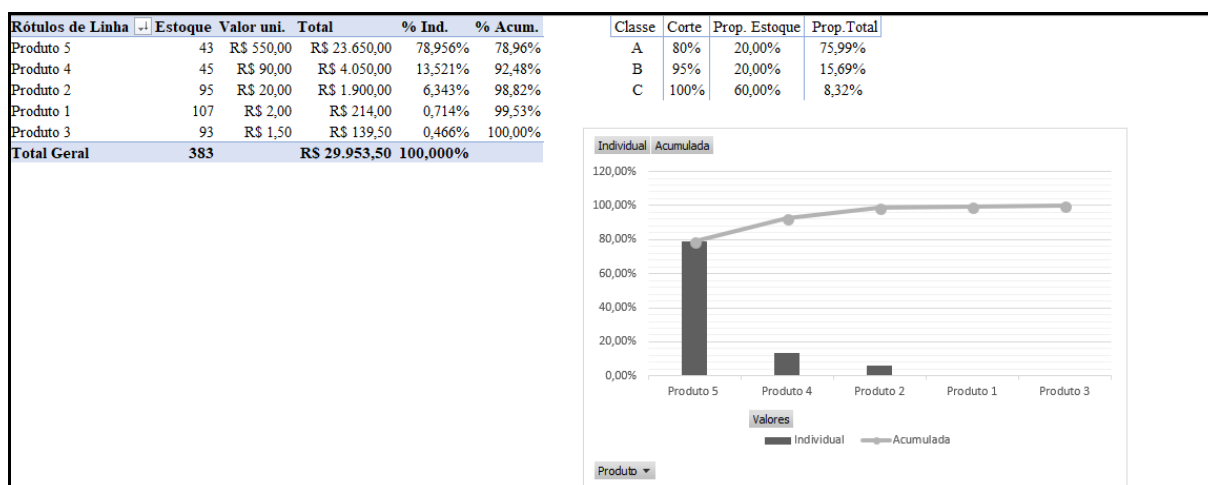 Rótulos de Linha Estoque Valor uni. Total % Ind. % Acum.
Produto 5 43 R$ 550,00 R$ 23.650,00 78,956% 78,96%
Produto 4 45 R$ 90,00 R$ 4.050,00 13,521% 92,48%
Produto 2 95 R$ 20,00 R$ 1.900,00 6,343% 98,82%
Produto 1 107 R$ 2,00 R$ 214,00 0,714% 99,53%
Produto 3 93 R$ 1,50 R$ 139,50 0,466% 100,00%
Total Geral 383 R$ 29.953,50 100,000%
Classe Corte Prop. Estoque Prop.Total
A 80% 20,00% 75,99%
B 95% 20,00% 15,69%
C 100% 60,00% 8,32%
Individual Acumulada
120,00%
100,00%
80,00%
60,00%
40,00%
20,00%
0,00%
Produto 5 Produto 4 Produto 2 Produto 1 Produto 3
Valores
Individual Acumulada
Produto